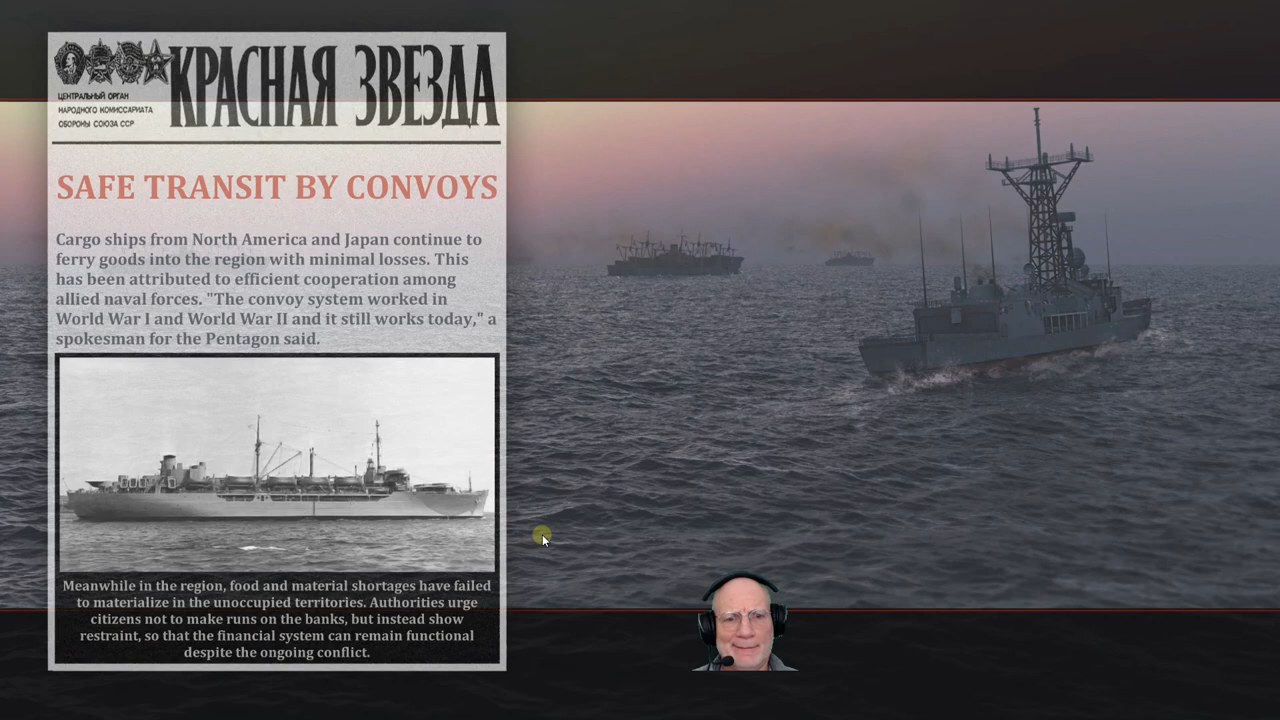 КРАСНАЯ ЗВЕЗДА
ЦЕНТРАЛЬНЫЙ ОРГАН
НАРОДНОГО КОМИССАРИАТА
ОБОРОНЫ СОЮЗА ССР
SAFE TRANSIT BY CONVOYS
Cargo ships from North America and Japan continue to
ferry goods into the region with minimal losses. This
has been attributed to efficient cooperation among
allied naval forces. "The convoy system worked in
World War I and World War II and it still works today," a
spokesman for the Pentagon said.
Meanwhile in the region, food and material shortages have failed
to materialize in the unoccupied territories. Authorities urge
citizens not to make runs on the banks, but instead show
restraint, so that the financial system can remain functional
despite the ongoing conflict.